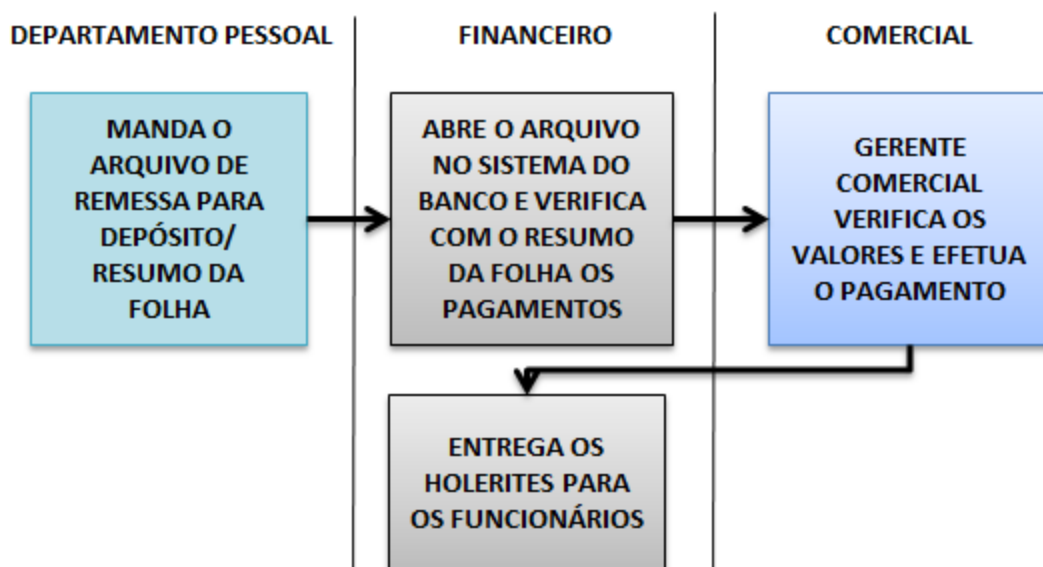 DEPARTAMENTO PESSOAL
FINANCEIRO
COMERCIAL
MANDA O
ARQUIVO DE
REMESSA PARA
DEPÓSITO/
RESUMO DA
FOLHA
ABRE O ARQUIVO
NO SISTEMA DO
BANCO E VERIFICA
COM O RESUMO
DA FOLHA OS
PAGAMENTOS
GERENTE
COMERCIAL
VERIFICA OS
VALORES E EFETUA
O PAGAMENTO
ENTREGA OS
HOLERITES PARA
OS FUNCIONÁRIOS